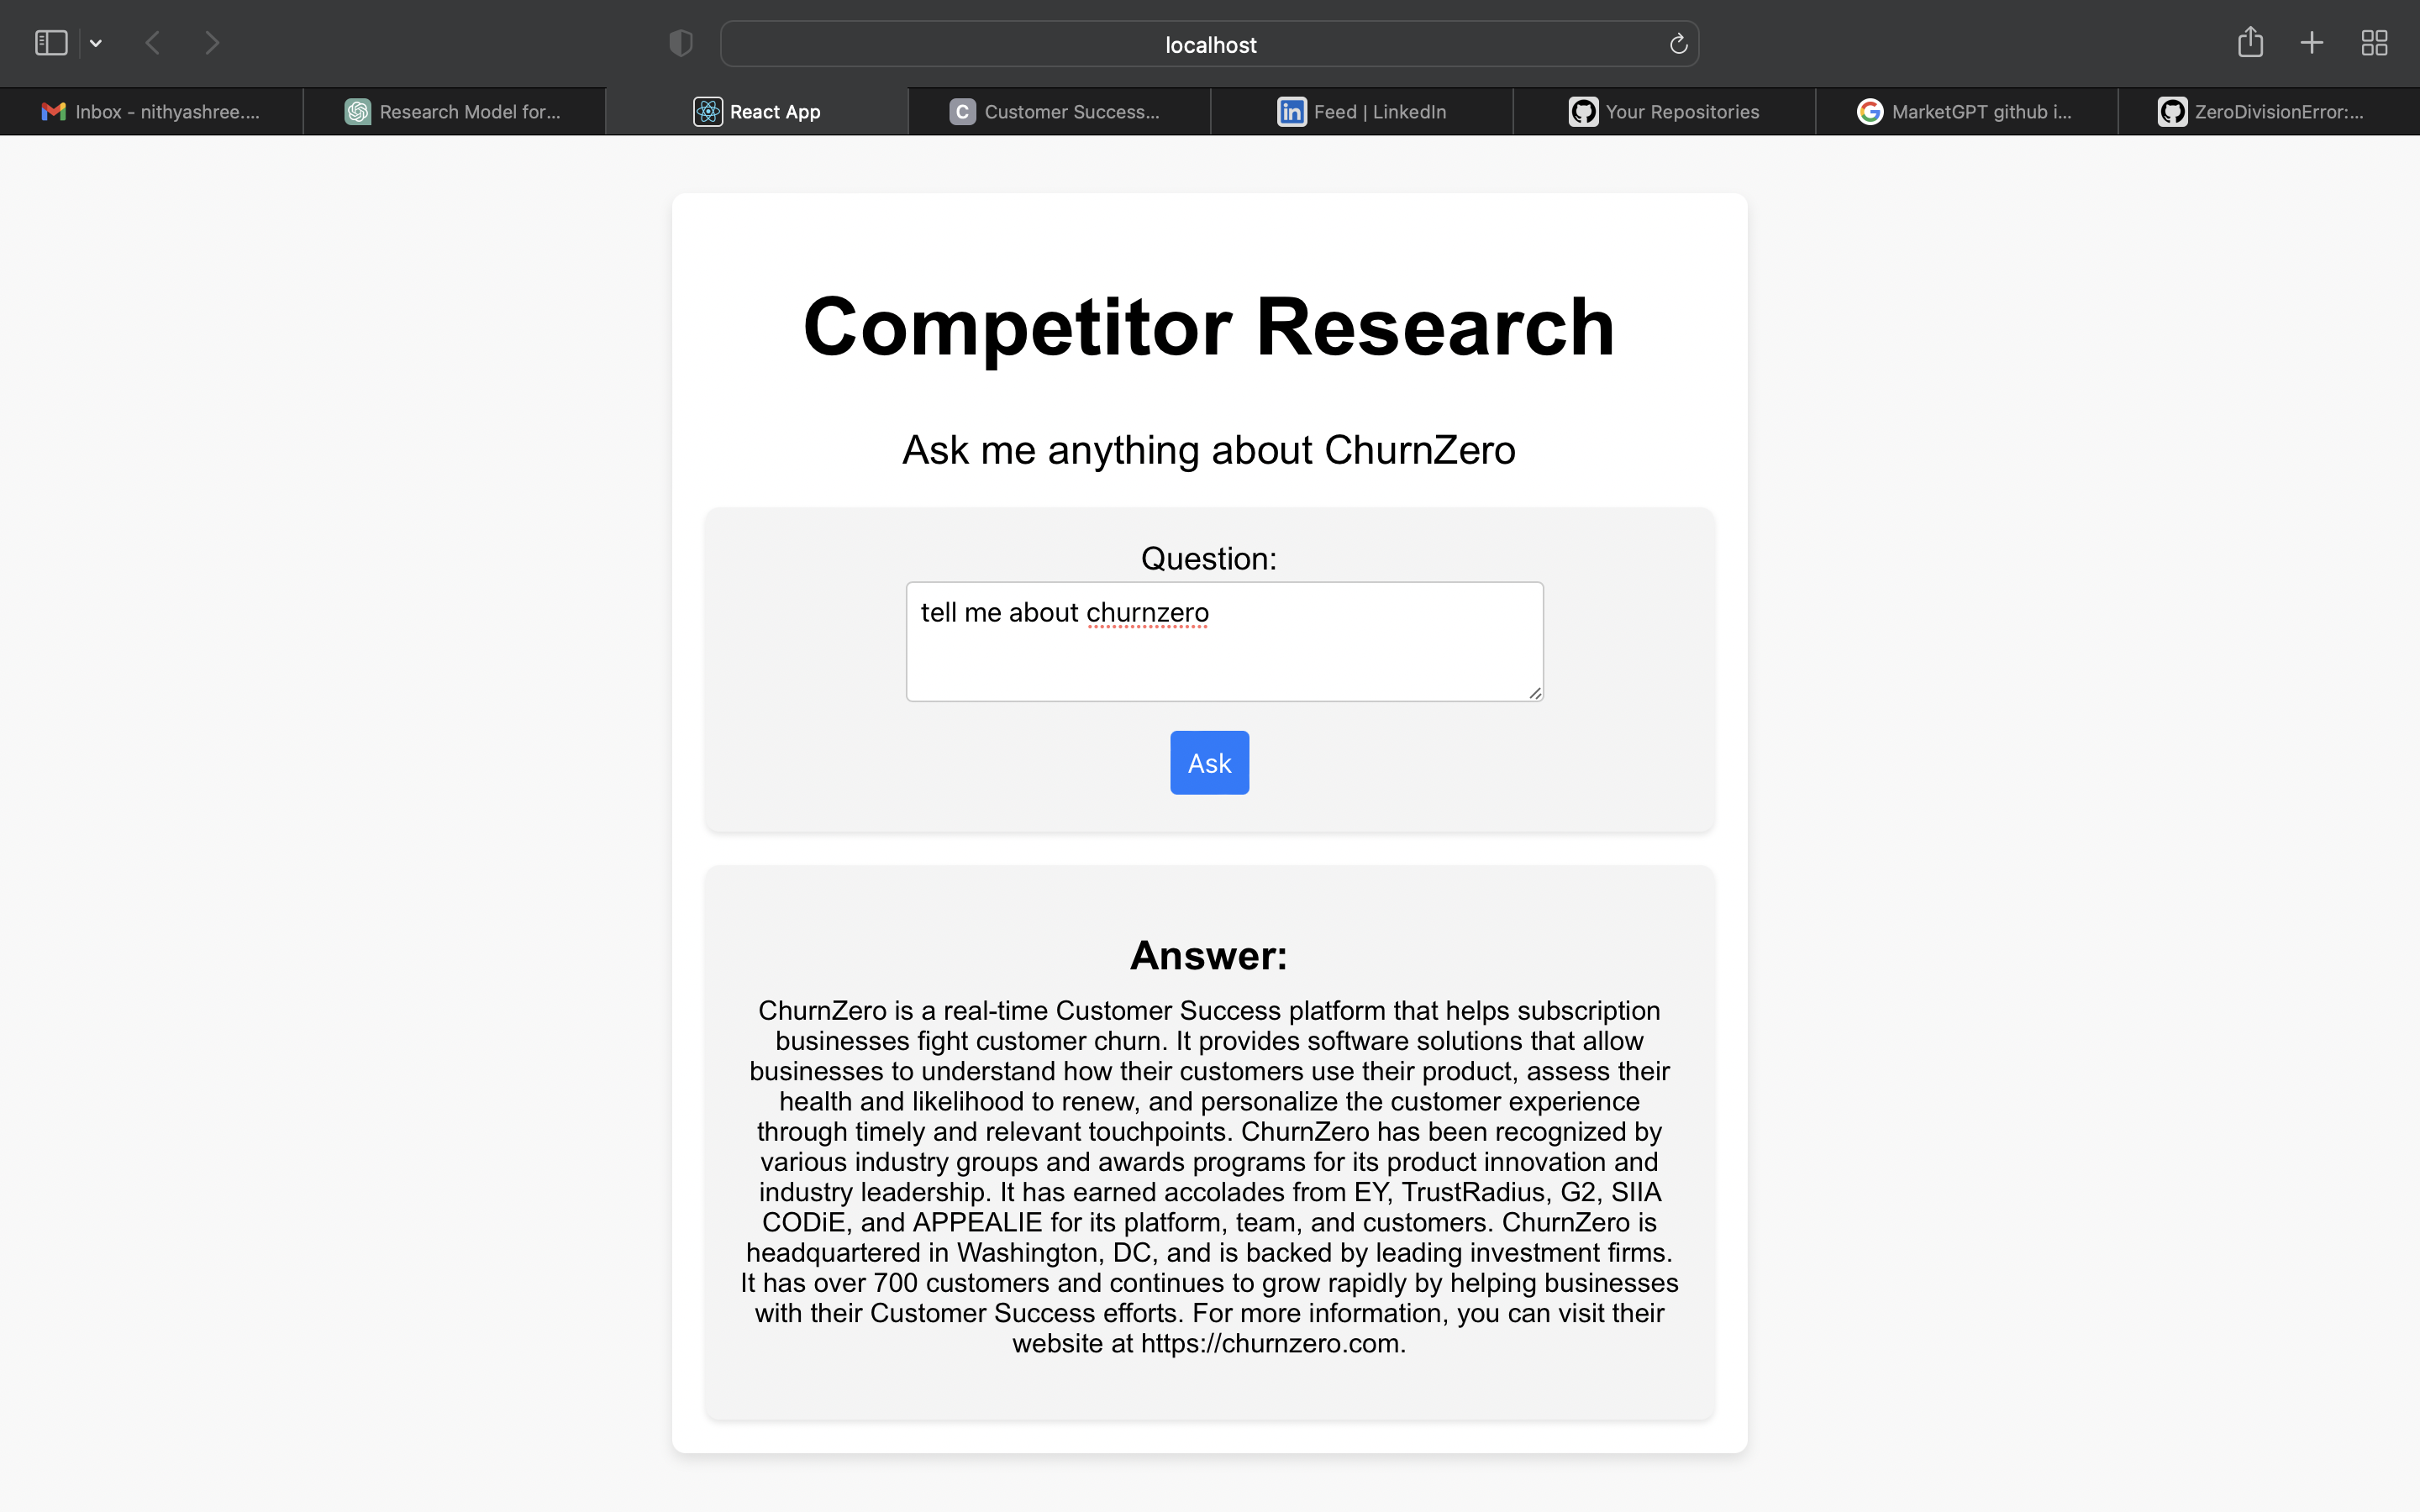 localhost
Inbox - nithyashree....
Research Model for...
React App
C Customer Success...
in Feed | LinkedIn
Your Repositories
G MarketGPT github i...
ZeroDivisionError:...
Competitor Research
Ask me anything about ChurnZero
Question:
tell me about churnzero
Ask
Answer:
ChurnZero is a real-time Customer Success platform that helps subscription
businesses fight customer churn. It provides software solutions that allow
businesses to understand how their customers use their product, assess their
health and likelihood to renew, and personalize the customer experience
through timely and relevant touchpoints. ChurnZero has been recognized by
various industry groups and awards programs for its product innovation and
industry leadership. It has earned accolades from EY, TrustRadius, G2, SIIA
CODiE, and APPEALIE for its platform, team, and customers. ChurnZero is
headquartered in Washington, DC, and is backed by leading investment firms.
It has over 700 customers and continues to grow rapidly by helping businesses
with their Customer Success efforts. For more information, you can visit their
website at https://churnzero.com.